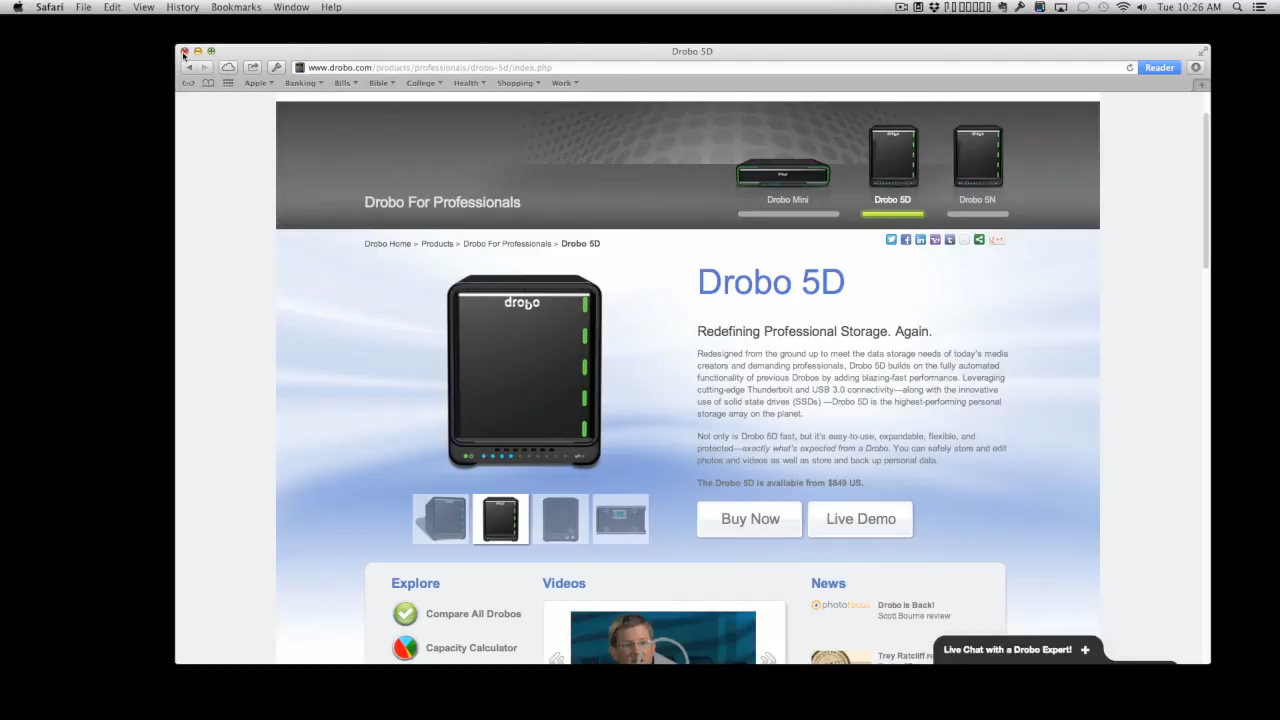 Safari File Edit View History Bookmarks Window Help Tue 10:26 AM
Drobo 5D
www.drobo.com/products/professionals/drobo-5d/index.php
Reader
Apple Banking Bills Bible College Health Shopping Work
Drobo For Professionals
Drobo Mini Drobo 5D Drobo 5N
Drobo Home > Products > Drobo For Professionals > Drobo 5D
drobo
Drobo 5D
Redefining Professional Storage. Again.
Redesigned from the ground up to meet the data storage needs of today's media
creators and demanding professionals, Drobo 5D builds on the fully automated
functionality of previous Drobos by adding blazing-fast performance. Leveraging
cutting-edge Thunderbolt and USB 3.0 connectivity—along with the innovative
use of solid state drives (SSDs) —Drobo 5D is the highest-performing personal
storage array on the planet.
Not only is Drobo 5D fast, but it's easy-to-use, expandable, flexible, and
protected—exactly what's expected from a Drobo. You can safely store and edit
photos and videos as well as store and back up personal data.
The Drobo 5D is available from $849 US.
Buy Now Live Demo
Explore
Compare All Drobos
Capacity Calculator
Videos
News
photofocus
Drobo is Back!
Scott Bourne review
Trey Ratcliff
Live Chat with a Drobo Expert! +